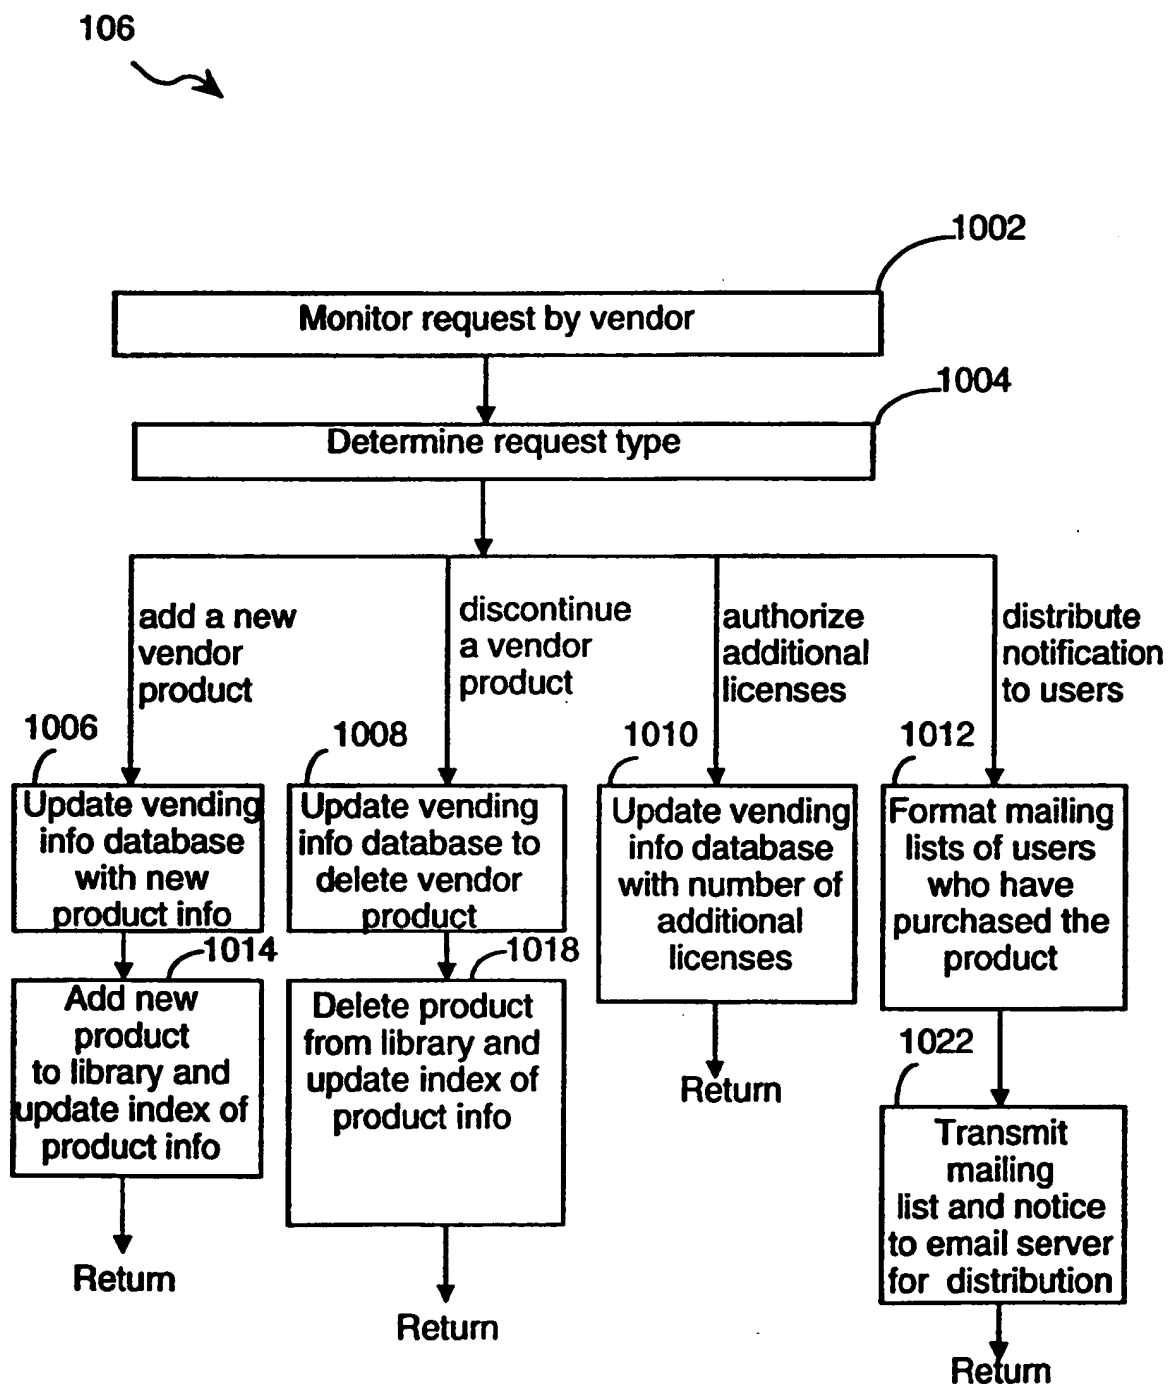 106
1002
Monitor request by vendor
1004
Determine request type
add a new
vendor
product
discontinue
a vendor
product
authorize
additional
licenses
distribute
notification
to users
1006
Update vending
info database
with new
product info
1008
Update vending
info database to
delete vendor
product
1010
Update vending
info database
with number of
additional
licenses
1012
Format mailing
lists of users
who have
purchased the
product
1014
Add new
product
to library and
update index of
product info
Return
1018
Delete product
from library and
update index of
product info
Return
Return
1022
Transmit
mailing
list and notice
to email server
for distribution
Return